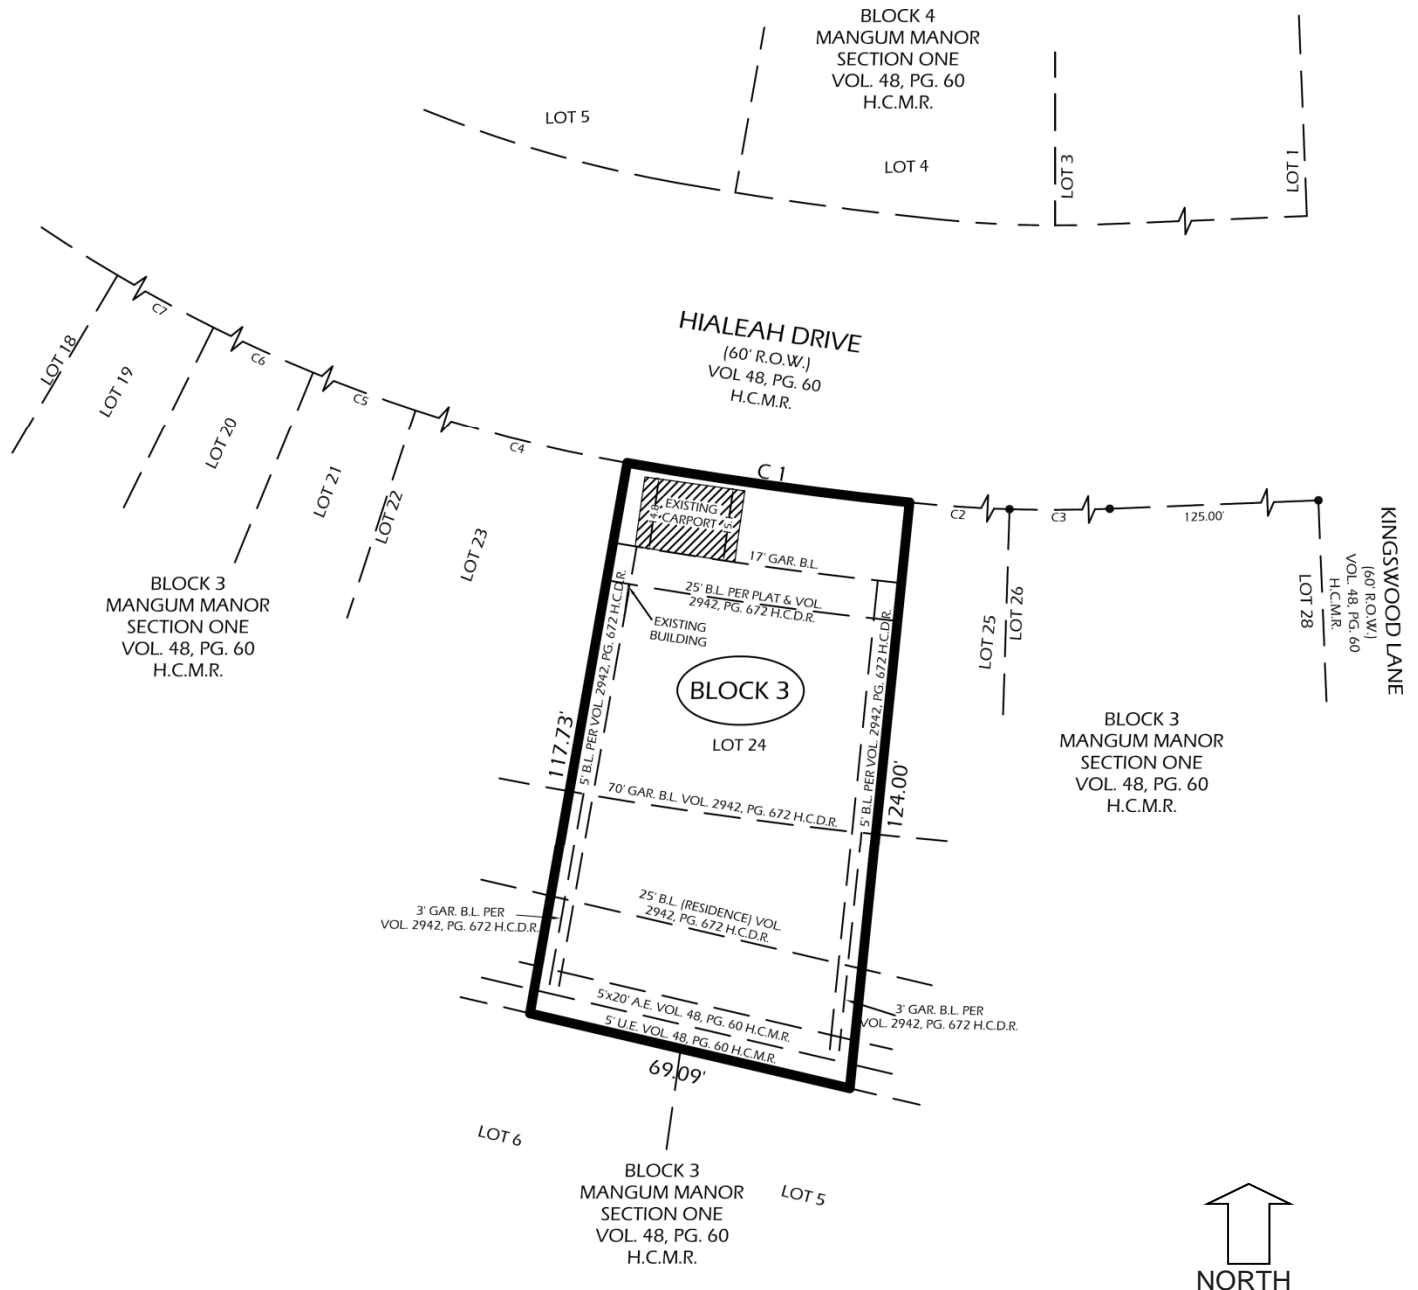 BLOCK 4
MANGUM MANOR
SECTION ONE
VOL. 48, PG. 60
H.C.M.R.
LOT 5
LOT 4
LOT 3
LOT 1
HIALEAH DRIVE
(60' R.O.W.)
VOL 48, PG. 60
H.C.M.R.
C7
C6
C5
C4
C 1
C2
C3
125.00'
LOT 18
LOT 19
LOT 20
LOT 21
LOT 22
LOT 23
KINGSWOOD LANE
(60' R.O.W.)
VOL. 48, PG. 60
H.C.M.R.
EXISTING
CARPORT
17' GAR. B.L.
25' B.L. PER PLAT & VOL.
2942, PG. 672 H.C.D.R.
EXISTING
BUILDING
5' B.L. PER VOL. 2942, PG. 672 H.C.D.R.
5' B.L. PER VOL. 2942, PG. 672 H.C.D.R.
LOT 25
LOT 26
LOT 28
BLOCK 3
MANGUM MANOR
SECTION ONE
VOL. 48, PG. 60
H.C.M.R.
BLOCK 3
LOT 24
117.73'
124.00'
BLOCK 3
MANGUM MANOR
SECTION ONE
VOL. 48, PG. 60
H.C.M.R.
70' GAR. B.L. VOL. 2942, PG. 672 H.C.D.R.
25' B.L. (RESIDENCE) VOL.
2942, PG. 672 H.C.D.R.
3' GAR. B.L. PER
VOL. 2942, PG. 672 H.C.D.R.
5'x20' A.E. VOL. 48, PG. 60 H.C.M.R.
5' U.E. VOL. 48, PG. 60 H.C.M.R.
3' GAR. B.L. PER
VOL. 2942, PG. 672 H.C.D.R.
69.09'
LOT 6
LOT 5
BLOCK 3
MANGUM MANOR
SECTION ONE
VOL. 48, PG. 60
H.C.M.R.
NORTH